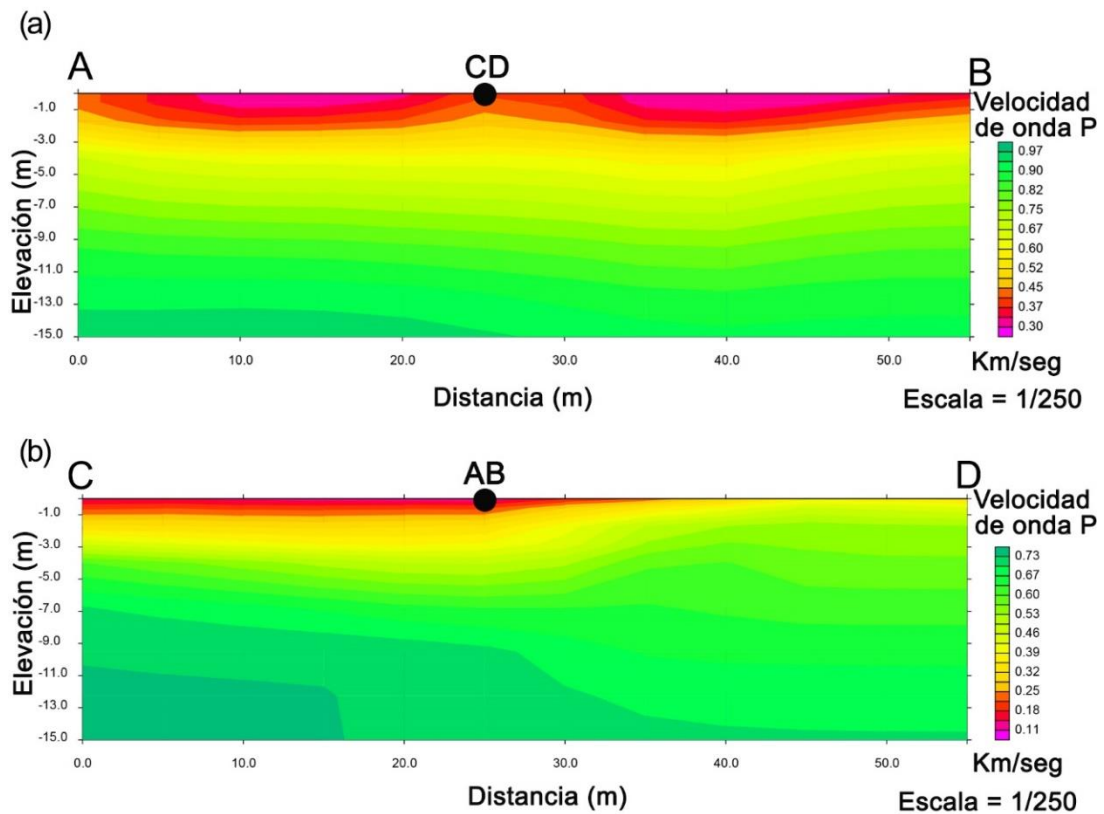 (a)
A
CD
B
Velocidad
de onda P
Elevación (m)
-1.0
-3.0
-5.0
-7.0
-9.0
-11.0
-13.0
-15.0
0.97
0.90
0.82
0.75
0.67
0.60
0.52
0.45
0.37
0.30
0.0 10.0 20.0 30.0 40.0 50.0
Km/seg
Distancia (m)
Escala = 1/250
(b)
C
AB
D
Velocidad
de onda P
Elevación (m)
-1.0
-3.0
-5.0
-7.0
-9.0
-11.0
-13.0
-15.0
0.73
0.67
0.60
0.53
0.46
0.39
0.32
0.25
0.18
0.11
0.0 10.0 20.0 30.0 40.0 50.0
Km/seg
Distancia (m)
Escala = 1/250